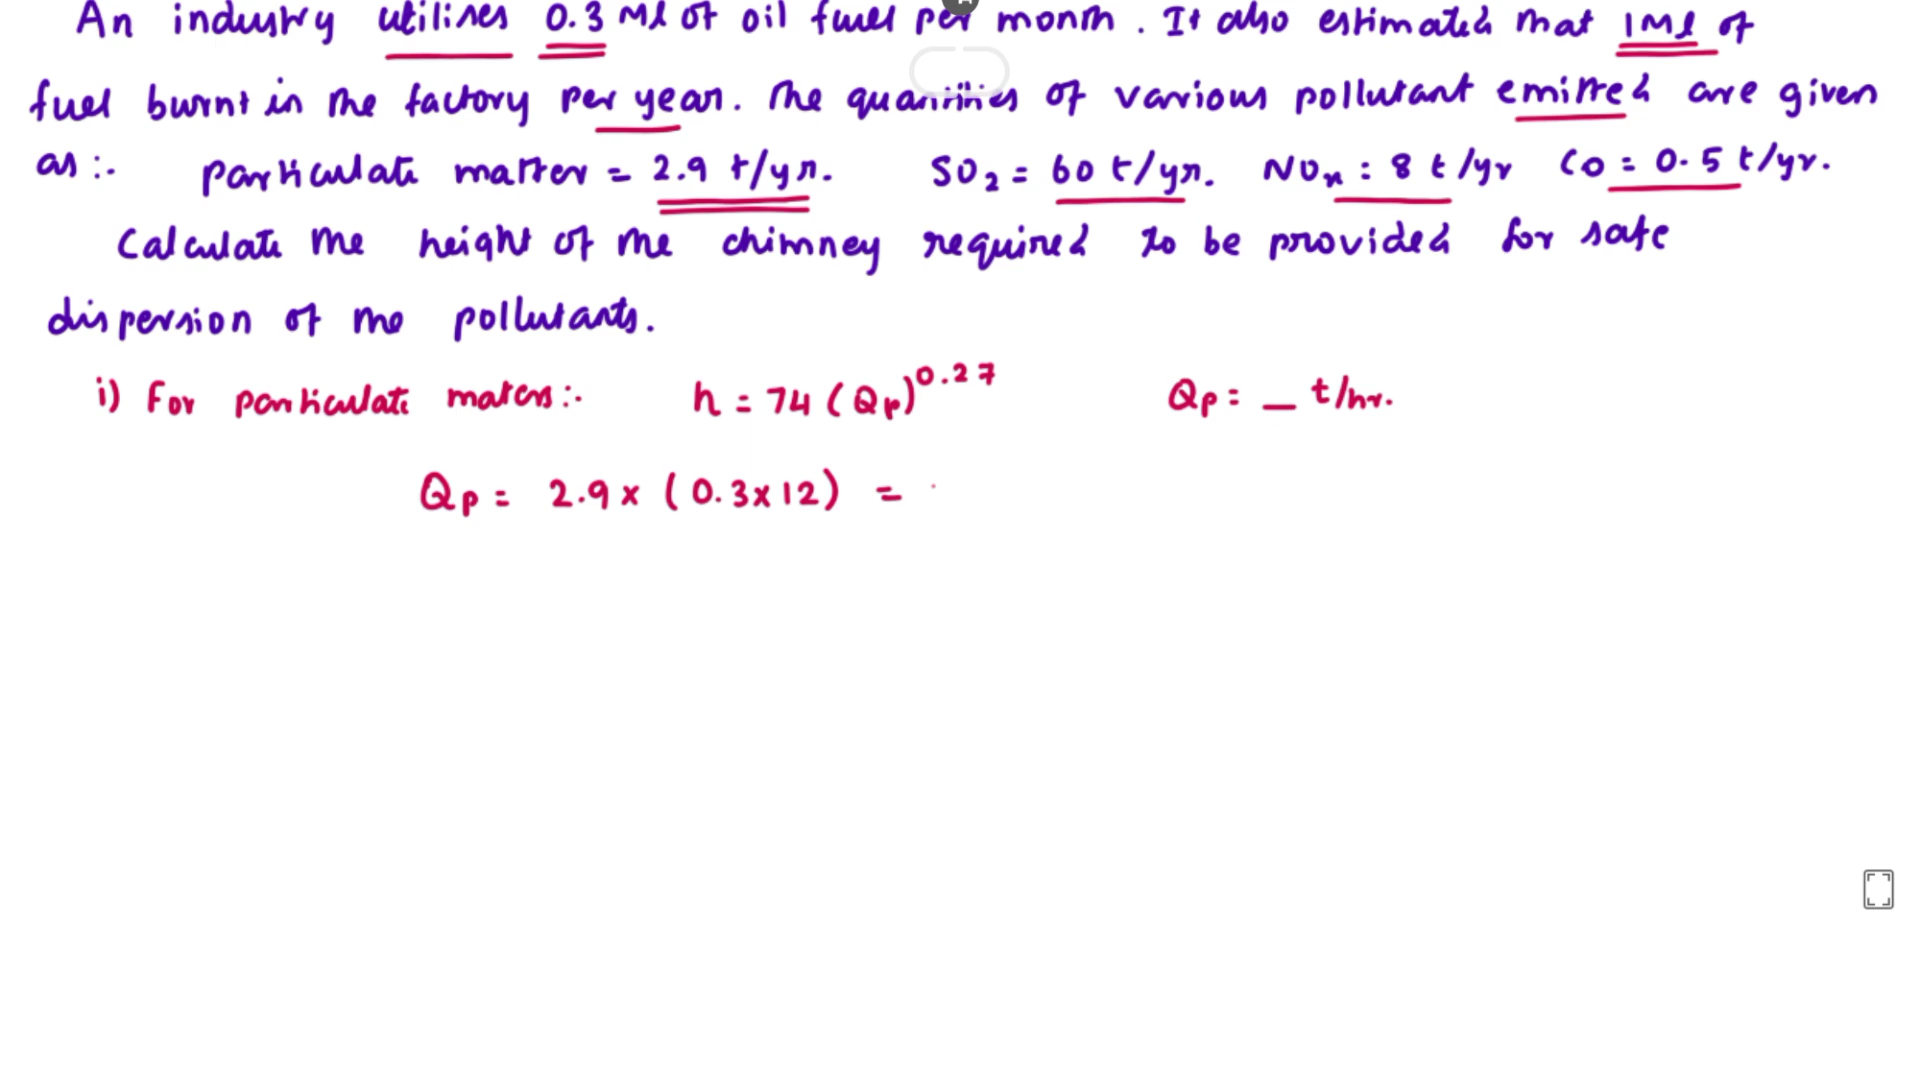 An industry utilises 0.3 Ml of oil fuel per month. It also estimated that 1Ml of
fuel burnt in the factory per year. The quantities of various pollutant emitted are given
as:- particulate matter = 2.9 t/yr. SO2 = 60 t/yr. NOx = 8 t/yr CO = 0.5 t/yr.
Calculate the height of the chimney required to be provided for safe
dispersion of the pollutants.
i) For particulate maters:- h = 74 (Qp)^0.27 Qp = _ t/hr.
Qp = 2.9 x (0.3x12) =